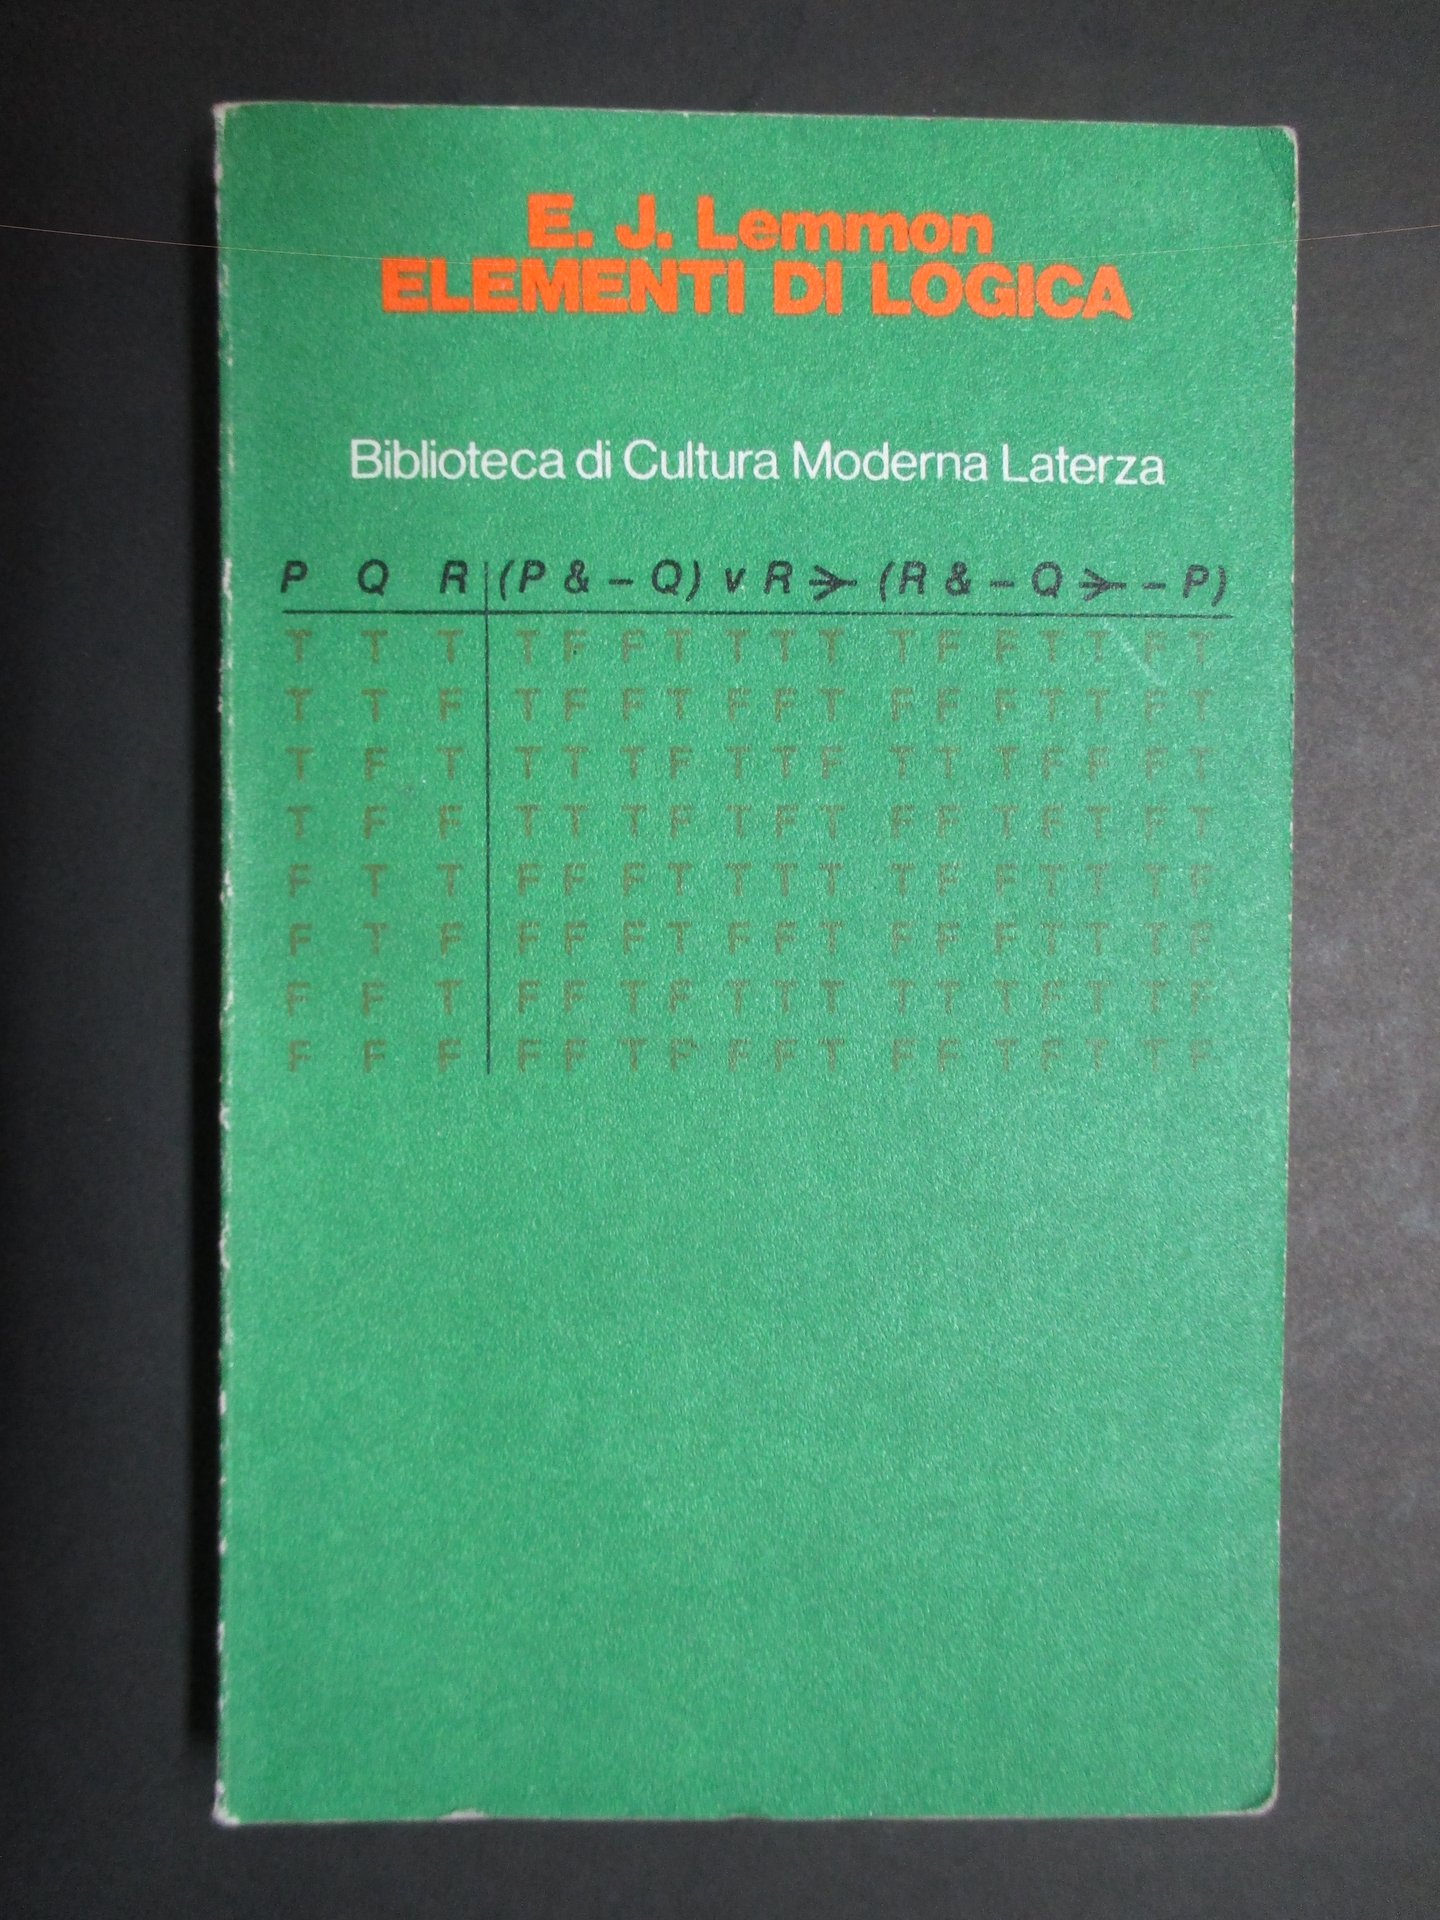 E. J. Lemmon
ELEMENTI DI LOGICA
Biblioteca di Cultura Moderna Laterza
P Q R | (P & – Q) v R ➛ (R & – Q ➛ – P)
T T T | T F F T T T T T F F T T F T
T T F | T F F T F F T F F F T T F T
T F T | T T T F T T F T T T F F F T
T F F | T T T F T F T F F T F T F T
F T T | F F F T T T T T F F T T T F
F T F | F F F T F F T F F F T T T F
F F T | F F T F T T T T T T F T T F
F F F | F F T F F F T F F T F T T F